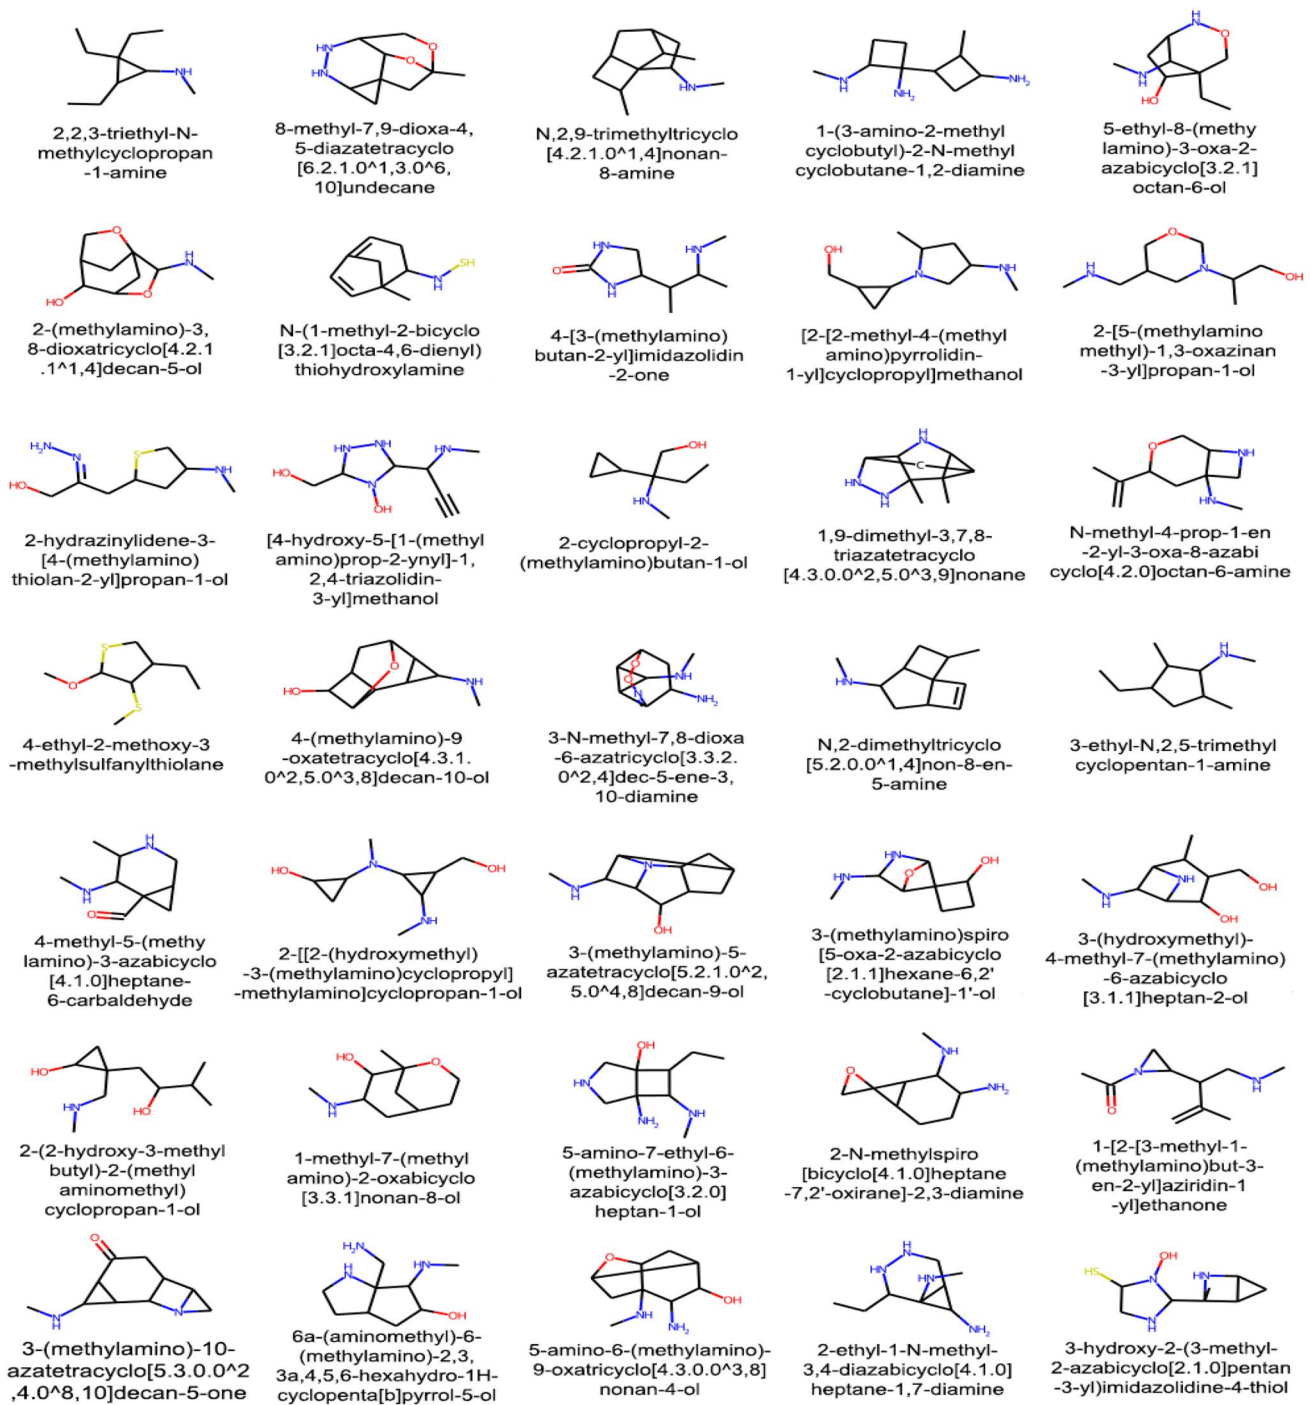 2,2,3-triethyl-N-
methylcyclopropan
-1-amine
8-methyl-7,9-dioxa-4,
5-diazatetracyclo
[6.2.1.0^1,3.0^6,
10]undecane
N,2,9-trimethyltricyclo
[4.2.1.0^1,4]nonan-
8-amine
1-(3-amino-2-methyl
cyclobutyl)-2-N-methyl
cyclobutane-1,2-diamine
5-ethyl-8-(methy
lamino)-3-oxa-2-
azabicyclo[3.2.1]
octan-6-ol
2-(methylamino)-3,
8-dioxatricyclo[4.2.1
.1^1,4]decan-5-ol
N-(1-methyl-2-bicyclo
[3.2.1]octa-4,6-dienyl)
thiohydroxylamine
4-[3-(methylamino)
butan-2-yl]imidazolidin
-2-one
[2-[2-methyl-4-(methyl
amino)pyrrolidin-
1-yl]cyclopropyl]methanol
2-[5-(methylamino
methyl)-1,3-oxazinan
-3-yl]propan-1-ol
2-hydrazinylidene-3-
[4-(methylamino)
thiolan-2-yl]propan-1-ol
[4-hydroxy-5-[1-(methyl
amino)prop-2-ynyl]-1,
2,4-triazolidin-
3-yl]methanol
2-cyclopropyl-2-
(methylamino)butan-1-ol
1,9-dimethyl-3,7,8-
triazatetracyclo
[4.3.0.0^2,5.0^3,9]nonane
N-methyl-4-prop-1-en
-2-yl-3-oxa-8-azabi
cyclo[4.2.0]octan-6-amine
4-ethyl-2-methoxy-3
-methylsulfanylthiolane
4-(methylamino)-9
-oxatetracyclo[4.3.1.
0^2,5.0^3,8]decan-10-ol
3-N-methyl-7,8-dioxa
-6-azatricyclo[3.3.2.
0^2,4]dec-5-ene-3,
10-diamine
N,2-dimethyltricyclo
[5.2.0.0^1,4]non-8-en-
5-amine
3-ethyl-N,2,5-trimethyl
cyclopentan-1-amine
4-methyl-5-(methy
lamino)-3-azabicyclo
[4.1.0]heptane-
6-carbaldehyde
2-[[2-(hydroxymethyl)
-3-(methylamino)cyclopropyl]
-methylamino]cyclopropan-1-ol
3-(methylamino)-5-
azatetracyclo[5.2.1.0^2,
5.0^4,8]decan-9-ol
3-(methylamino)spiro
[5-oxa-2-azabicyclo
[2.1.1]hexane-6,2'
-cyclobutane]-1'-ol
3-(hydroxymethyl)-
4-methyl-7-(methylamino)
-6-azabicyclo
[3.1.1]heptan-2-ol
2-(2-hydroxy-3-methyl
butyl)-2-(methyl
aminomethyl)
cyclopropan-1-ol
1-methyl-7-(methyl
amino)-2-oxabicyclo
[3.3.1]nonan-8-ol
5-amino-7-ethyl-6-
(methylamino)-3-
azabicyclo[3.2.0]
heptan-1-ol
2-N-methylspiro
[bicyclo[4.1.0]heptane
-7,2'-oxirane]-2,3-diamine
1-[2-[3-methyl-1-
(methylamino)but-3-
en-2-yl]aziridin-1
-yl]ethanone
3-(methylamino)-10-
azatetracyclo[5.3.0.0^2
,4.0^8,10]decan-5-one
6a-(aminomethyl)-6-
(methylamino)-2,3,
3a,4,5,6-hexahydro-1H-
cyclopenta[b]pyrrol-5-ol
5-amino-6-(methylamino)-
9-oxatricyclo[4.3.0.0^3,8]
nonan-4-ol
2-ethyl-1-N-methyl-
3,4-diazabicyclo[4.1.0]
heptane-1,7-diamine
3-hydroxy-2-(3-methyl-
2-azabicyclo[2.1.0]pentan
-3-yl)imidazolidine-4-thiol